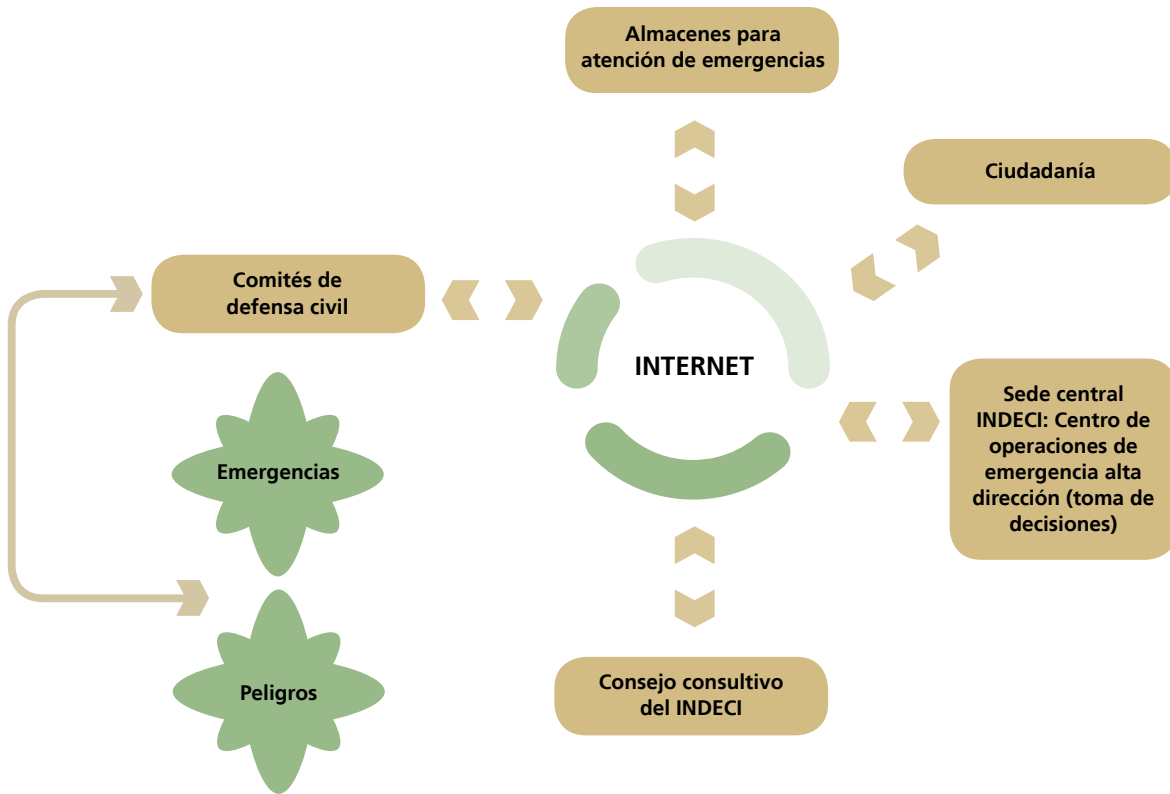 Almacenes para
atención de emergencias
Ciudadanía
Comités de
defensa civil
INTERNET
Sede central
INDECI: Centro de
operaciones de
emergencia alta
dirección (toma de
decisiones)
Emergencias
Peligros
Consejo consultivo
del INDECI